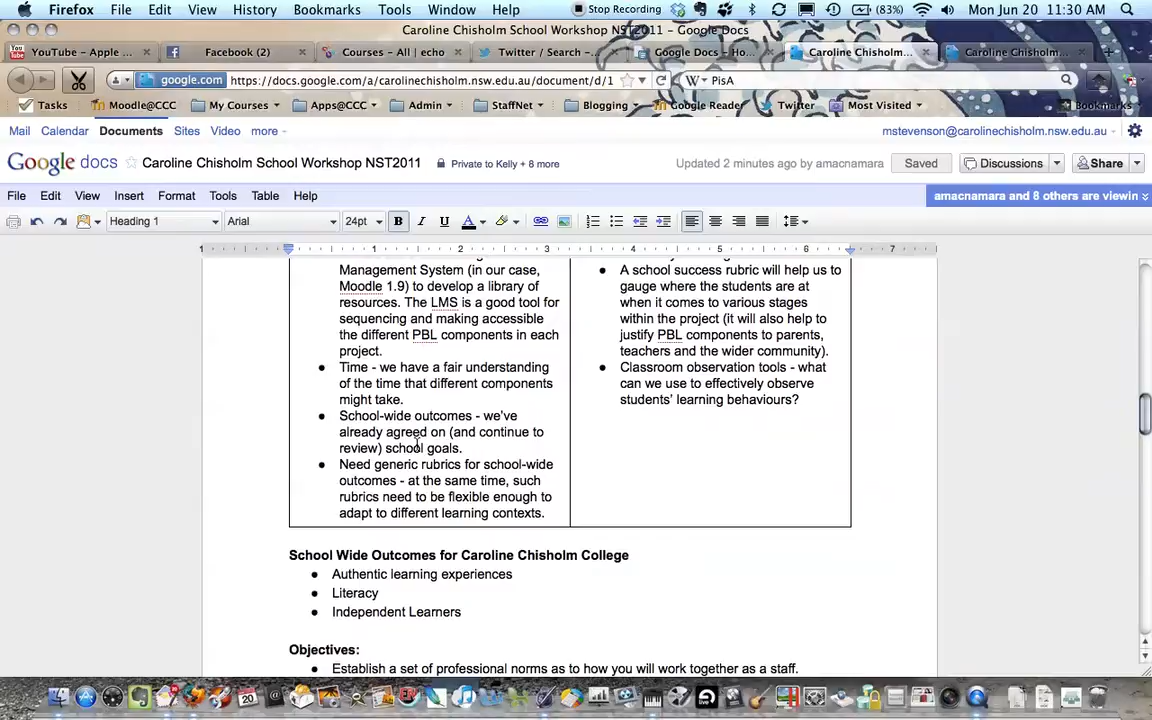 Firefox File Edit View History Bookmarks Tools Window Help Stop Recording (83%) Mon Jun 20 11:30 AM
Caroline Chisholm School Workshop NST2011 – Google Docs
YouTube - Apple ... Facebook (2) Courses - All | echo Twitter / Search - ... Google Docs - Ho... Caroline Chisholm... Caroline Chisholm...
google.com https://docs.google.com/a/carolinechisholm.nsw.edu.au/document/d/1 PisA
Tasks Moodle@CCC My Courses Apps@CCC Admin StaffNet Blogging Google Reader Twitter Most Visited Bookmarks
Mail Calendar Documents Sites Video more mstevenson@carolinechisholm.nsw.edu.au
Google docs Caroline Chisholm School Workshop NST2011 Private to Kelly + 8 more Updated 2 minutes ago by amacnamara Saved Discussions Share
File Edit View Insert Format Tools Table Help amacnamara and 8 others are viewin
Heading 1 Arial 24pt B I U A
1 1 2 3 4 5 6 7
Management System (in our case,
Moodle 1.9) to develop a library of
resources. The LMS is a good tool for
sequencing and making accessible
the different PBL components in each
project.
● Time - we have a fair understanding
of the time that different components
might take.
● School-wide outcomes - we've
already agreed on (and continue to
review) school goals.
● Need generic rubrics for school-wide
outcomes - at the same time, such
rubrics need to be flexible enough to
adapt to different learning contexts.
● A school success rubric will help us to
gauge where the students are at
when it comes to various stages
within the project (it will also help to
justify PBL components to parents,
teachers and the wider community).
● Classroom observation tools - what
can we use to effectively observe
students' learning behaviours?
School Wide Outcomes for Caroline Chisholm College
● Authentic learning experiences
● Literacy
● Independent Learners
Objectives:
● Establish a set of professional norms as to how you will work together as a staff.